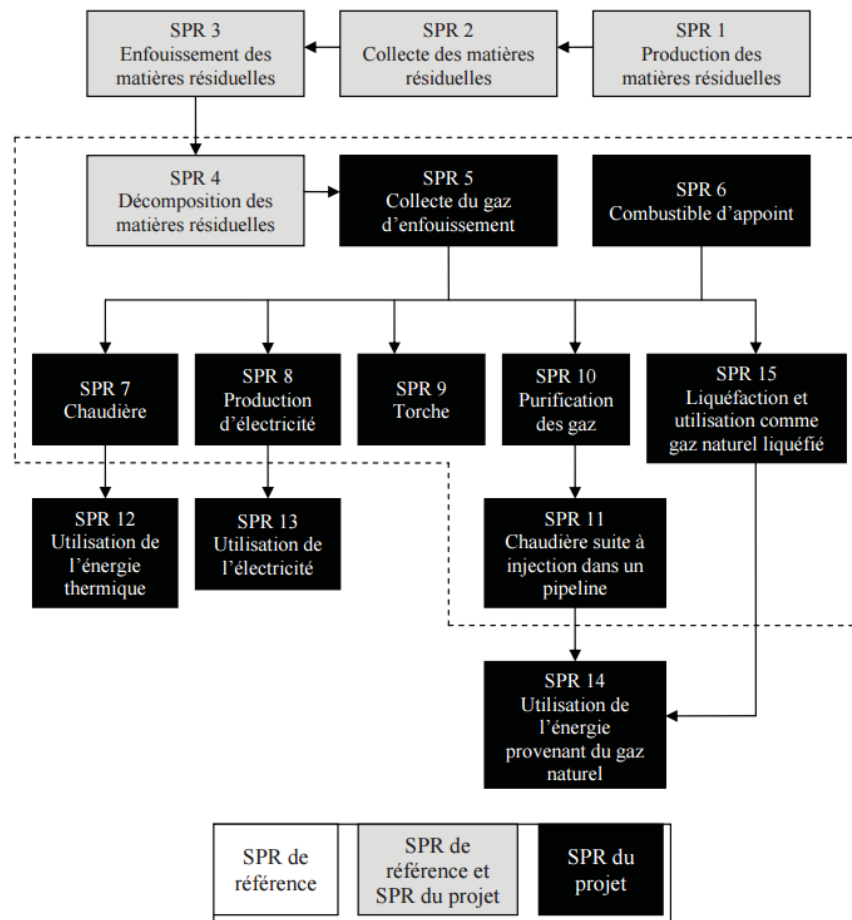 SPR 3
Enfouissement des
matières résiduelles
SPR 2
Collecte des matières
résiduelles
SPR 1
Production des
matières résiduelles
SPR 4
Décomposition des
matières résiduelles
SPR 5
Collecte du gaz
d’enfouissement
SPR 6
Combustible d’appoint
SPR 7
Chaudière
SPR 8
Production
d’électricité
SPR 9
Torche
SPR 10
Purification
des gaz
SPR 15
Liquéfaction et
utilisation comme
gaz naturel liquéfié
SPR 12
Utilisation de
l’énergie
thermique
SPR 13
Utilisation de
l’électricité
SPR 11
Chaudière suite à
injection dans un
pipeline
SPR 14
Utilisation de
l’énergie
provenant du gaz
naturel
SPR de
référence
SPR de
référence et
SPR du projet
SPR du
projet